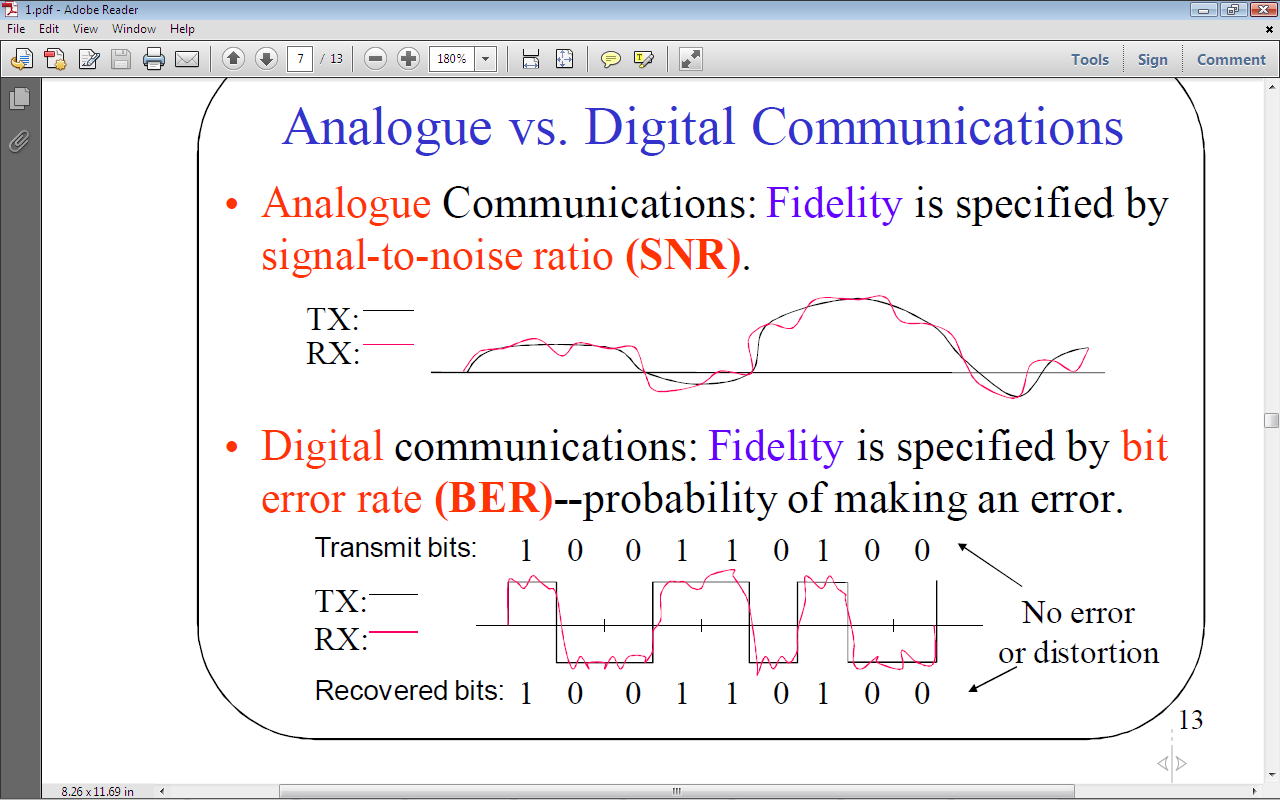 1.pdf - Adobe Reader
File Edit View Window Help
7 / 13 180% Tools Sign Comment
Analogue vs. Digital Communications
• Analogue Communications: Fidelity is specified by
signal-to-noise ratio (SNR).
TX:
RX:
• Digital communications: Fidelity is specified by bit
error rate (BER)--probability of making an error.
Transmit bits: 1 0 0 1 1 0 1 0 0
TX:
RX:
No error
or distortion
Recovered bits: 1 0 0 1 1 0 1 0 0
13
8.26 x 11.69 in